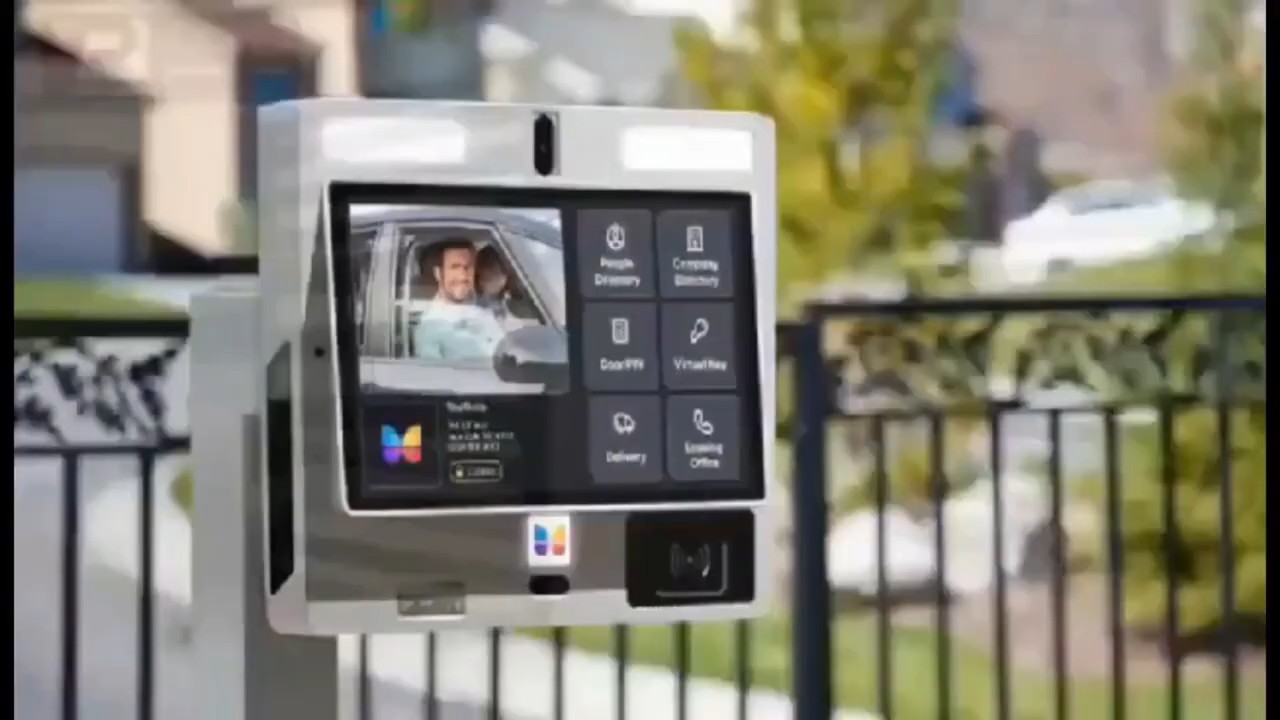 People
Directory
Company
Directory
Door PIN
Virtual Key
Delivery
Leasing
Office